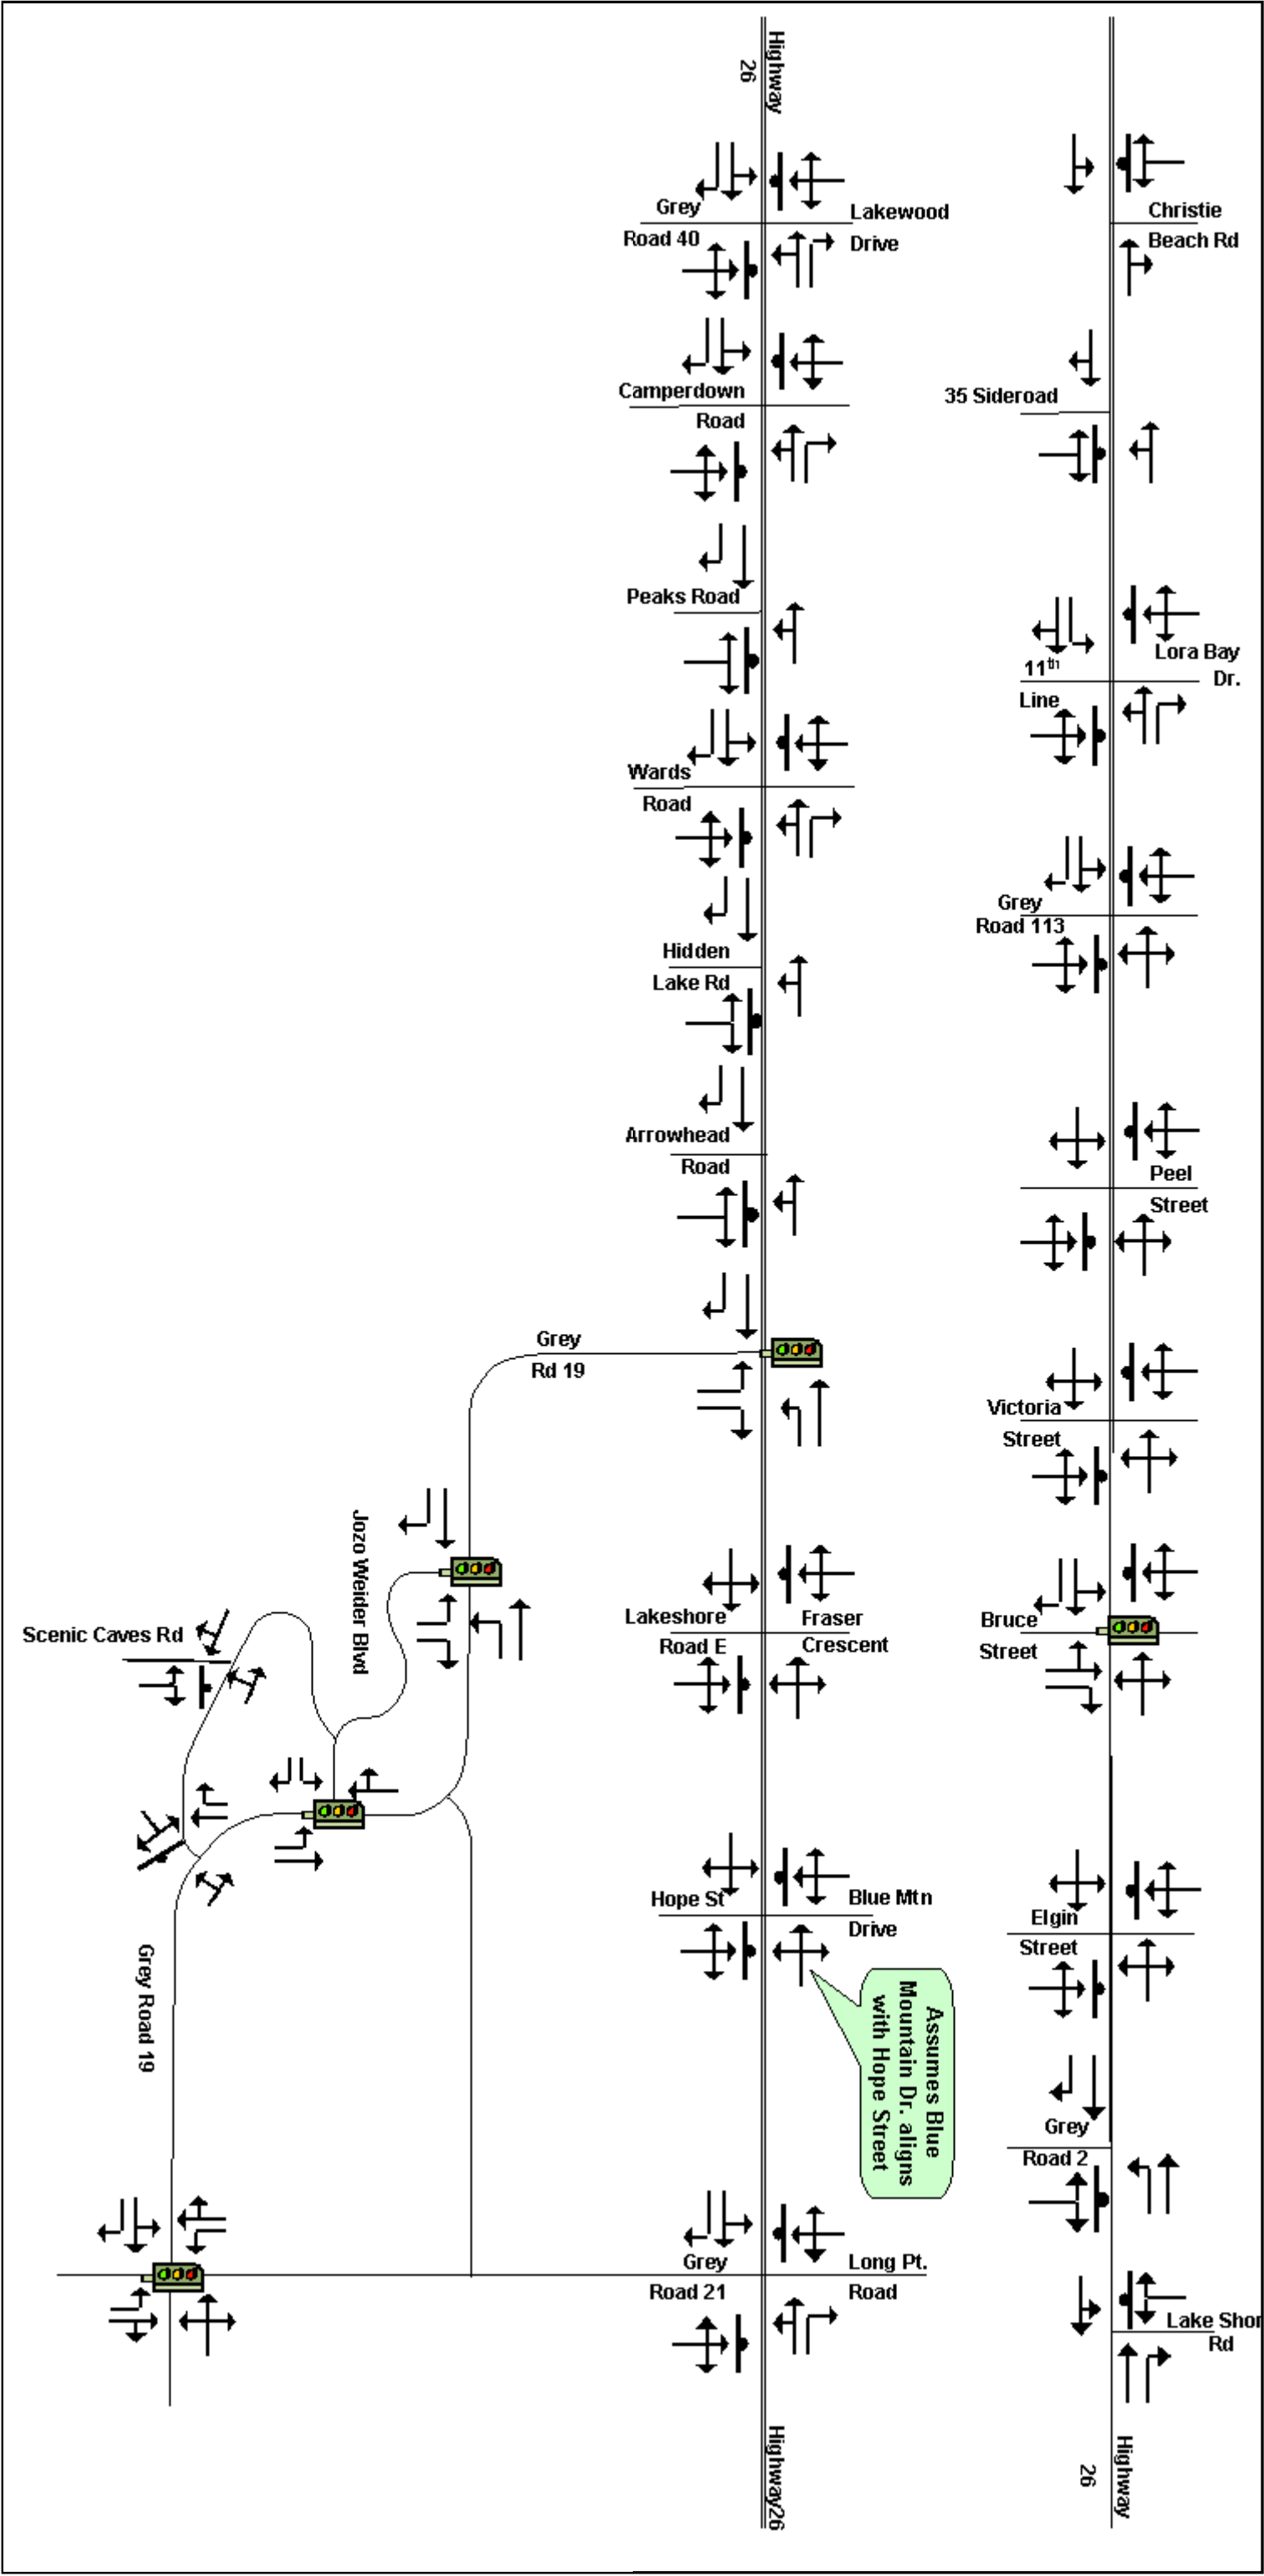 Highway
26
Grey
Road 40
Lakewood
Drive
Camperdown
Road
Peaks Road
Wards
Road
Hidden
Lake Rd
Arrowhead
Road
Grey
Rd 19
Jozo Weider Blvd
Scenic Caves Rd
Grey Road 19
Lakeshore
Road E
Fraser
Crescent
Hope St
Blue Mtn
Drive
Assumes Blue
Mountain Dr. aligns
with Hope Street
Grey
Road 21
Long Pt.
Road
Highway26
Christie
Beach Rd
35 Sideroad
11th
Line
Lora Bay
Dr.
Grey
Road 113
Peel
Street
Victoria
Street
Bruce
Street
Elgin
Street
Grey
Road 2
Lake Shor
Rd
Highway
26